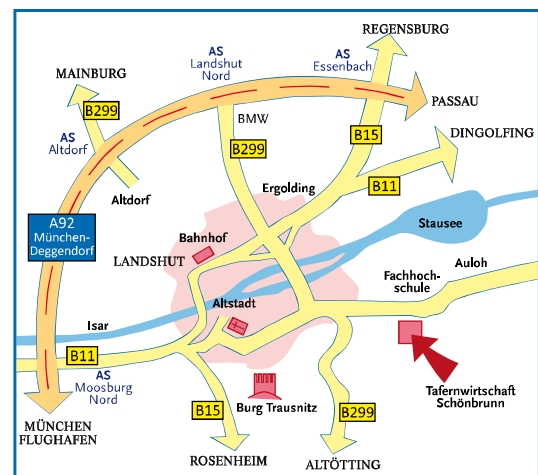 REGENSBURG
AS
Landshut
Nord
AS
Essenbach
MAINBURG
PASSAU
B299
BMW
B15
DINGOLFING
AS
Altdorf
B299
B11
Altdorf
Ergolding
A92
München-
Deggendorf
Bahnhof
Stausee
LANDSHUT
Auloh
Fachhoch-
schule
Altstadt
Isar
B11
AS
Moosburg
Nord
Tafernwirtschaft
Schönbrunn
B15
Burg Trausnitz
B299
MÜNCHEN
FLUGHAFEN
ROSENHEIM
ALTÖTTING